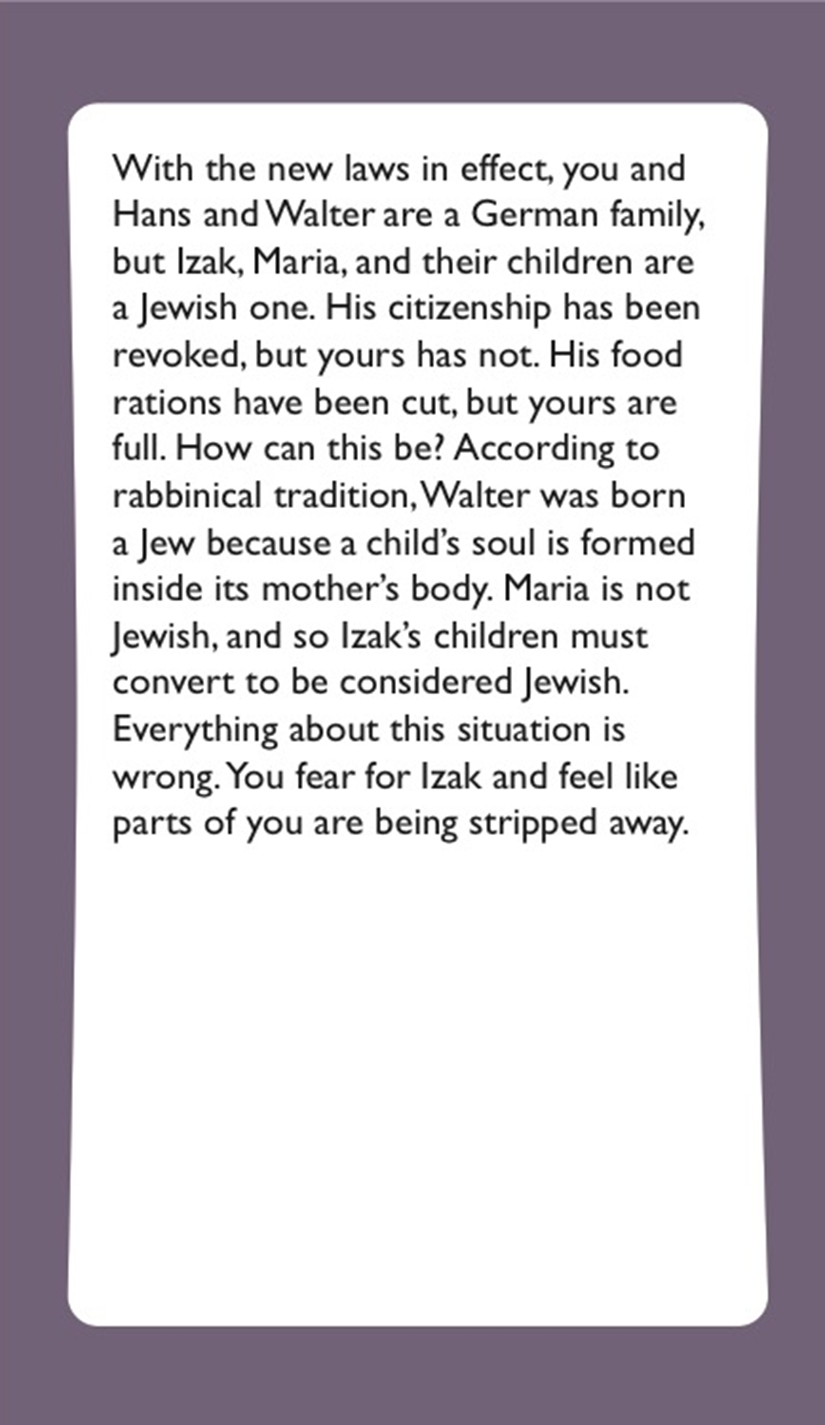 With the new laws in effect, you and
Hans and Walter are a German family,
but Izak, Maria, and their children are
a Jewish one. His citizenship has been
revoked, but yours has not. His food
rations have been cut, but yours are
full. How can this be? According to
rabbinical tradition, Walter was born
a Jew because a child's soul is formed
inside its mother's body. Maria is not
Jewish, and so Izak's children must
convert to be considered Jewish.
Everything about this situation is
wrong. You fear for Izak and feel like
parts of you are being stripped away.